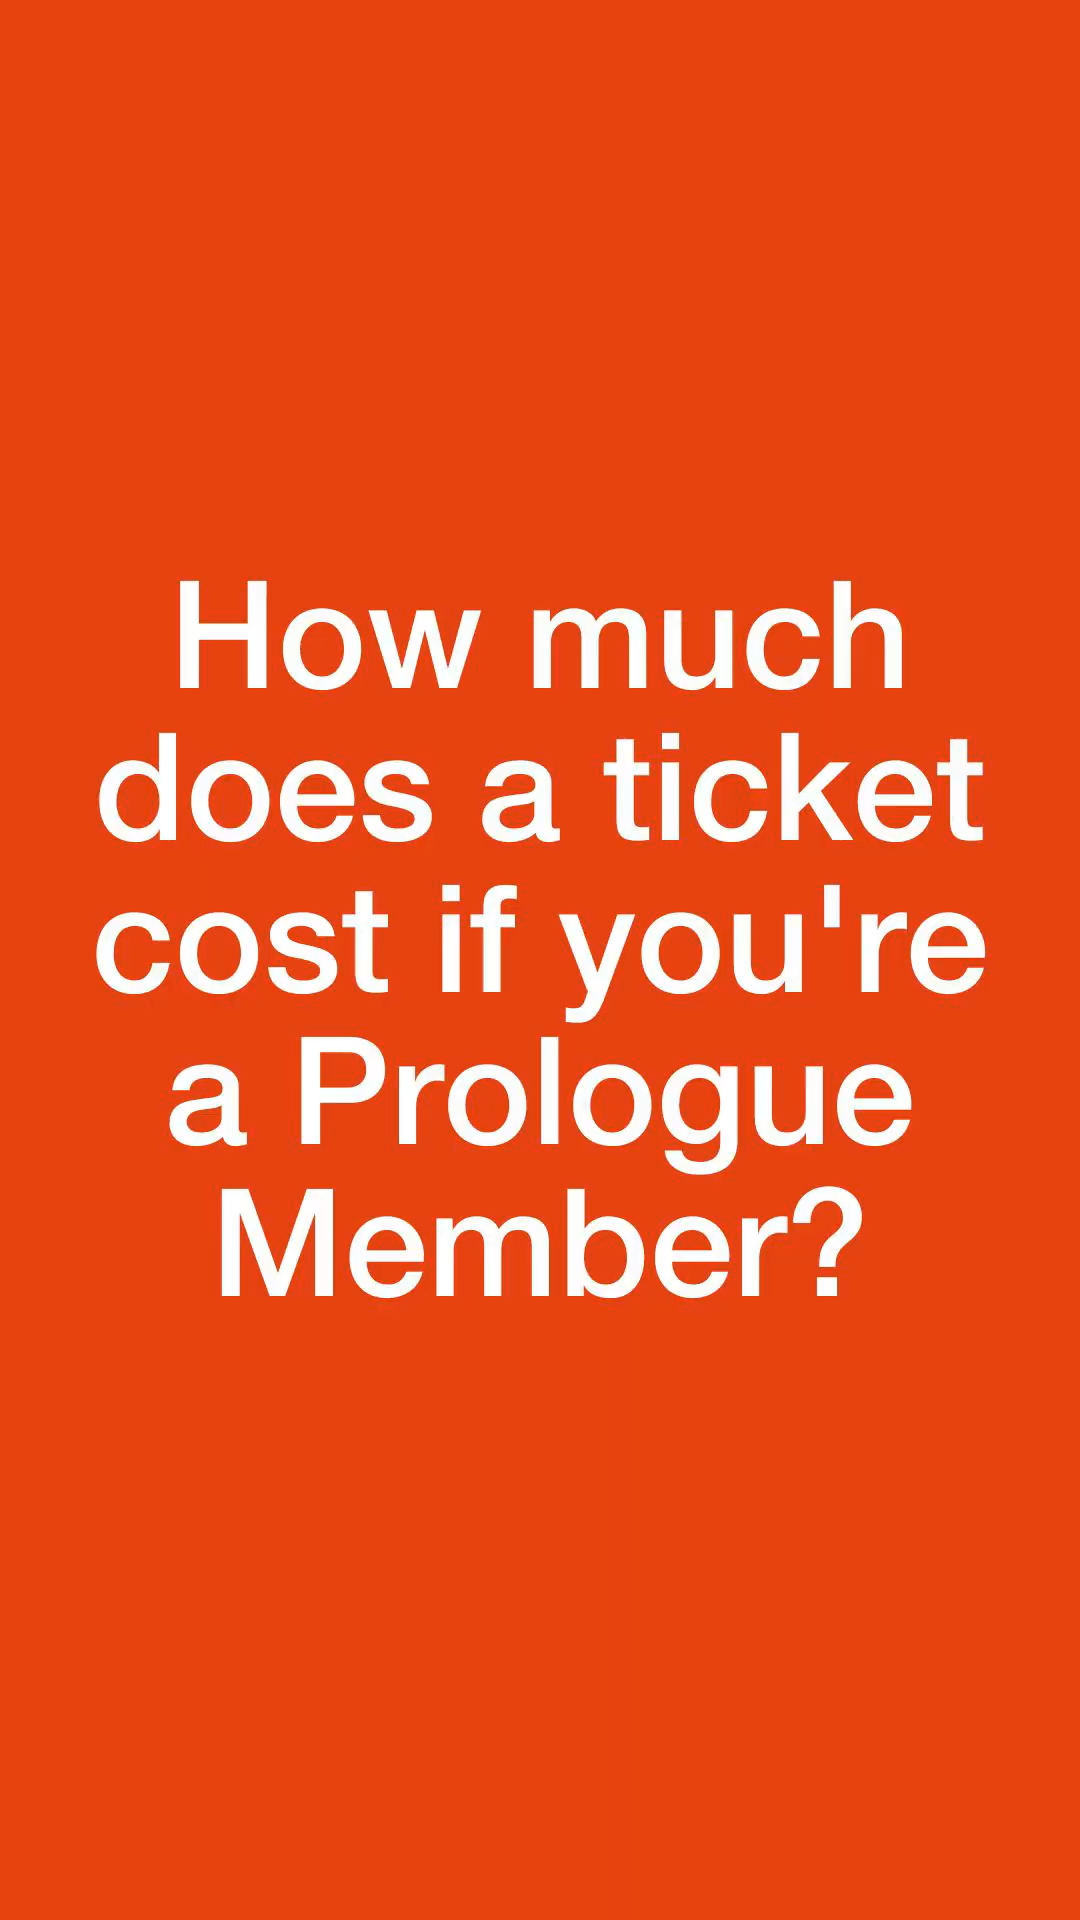 How much
does a ticket
cost if you're
a Prologue
Member?